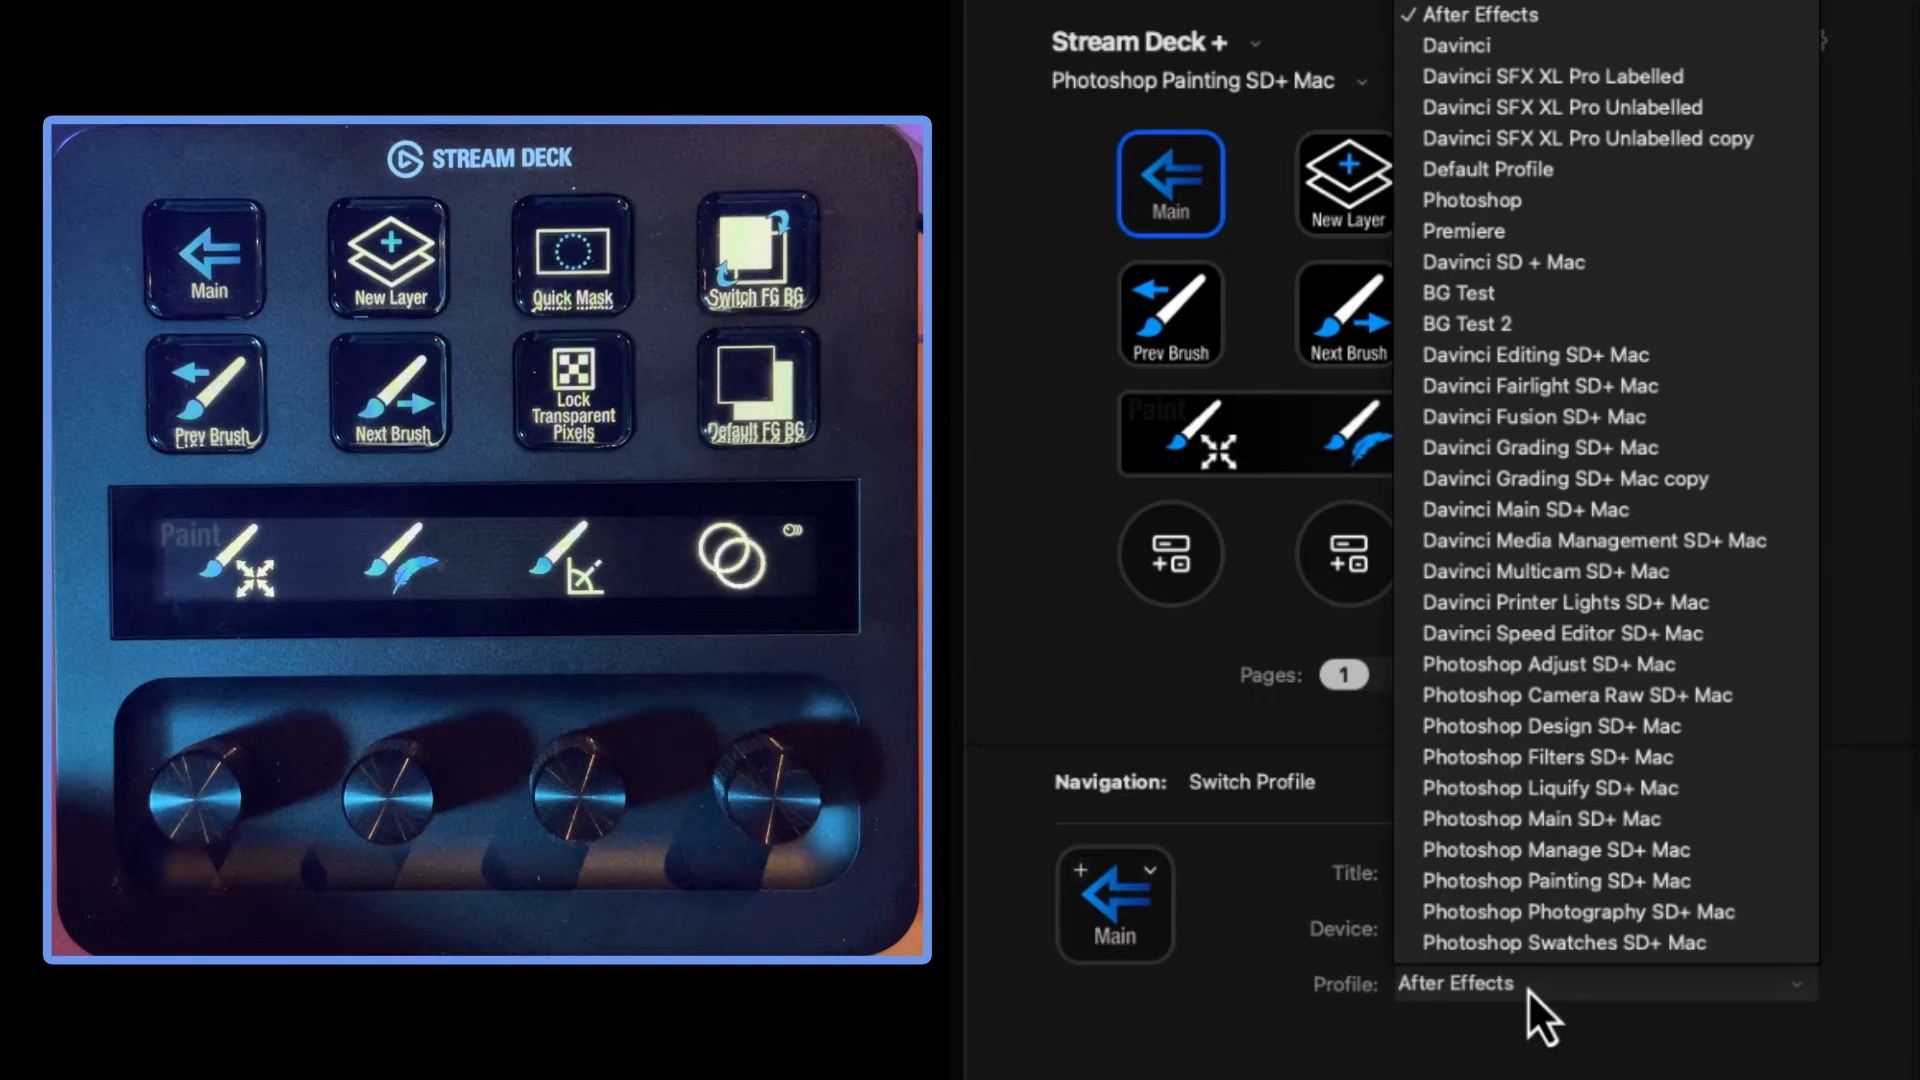 STREAM DECK
Main
New Layer
Quick Mask
Switch FG BG
Prev Brush
Next Brush
Lock
Transparent
Pixels
Default FG BG
Paint
Stream Deck +
Photoshop Painting SD+ Mac
Main
New Layer
Prev Brush
Next Brush
Paint
Pages: 1
Navigation: Switch Profile
Main
Title:
Device:
Profile: After Effects
✓ After Effects
Davinci
Davinci SFX XL Pro Labelled
Davinci SFX XL Pro Unlabelled
Davinci SFX XL Pro Unlabelled copy
Default Profile
Photoshop
Premiere
Davinci SD + Mac
BG Test
BG Test 2
Davinci Editing SD+ Mac
Davinci Fairlight SD+ Mac
Davinci Fusion SD+ Mac
Davinci Grading SD+ Mac
Davinci Grading SD+ Mac copy
Davinci Main SD+ Mac
Davinci Media Management SD+ Mac
Davinci Multicam SD+ Mac
Davinci Printer Lights SD+ Mac
Davinci Speed Editor SD+ Mac
Photoshop Adjust SD+ Mac
Photoshop Camera Raw SD+ Mac
Photoshop Design SD+ Mac
Photoshop Filters SD+ Mac
Photoshop Liquify SD+ Mac
Photoshop Main SD+ Mac
Photoshop Manage SD+ Mac
Photoshop Painting SD+ Mac
Photoshop Photography SD+ Mac
Photoshop Swatches SD+ Mac